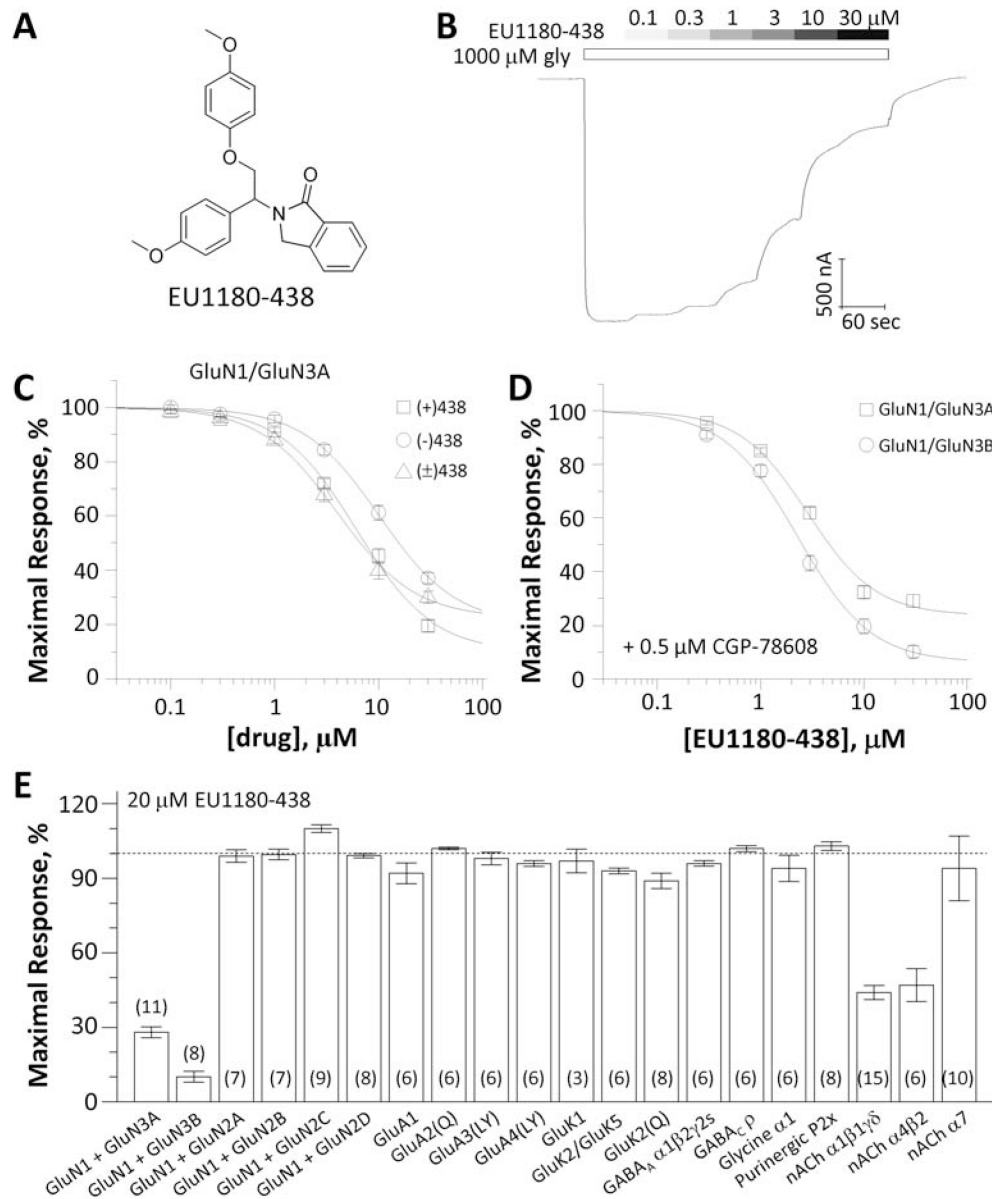 A
O
O
O
O
N
EU1180-438
B
EU1180-438
0.1 0.3 1 3 10 30 μM
1000 μM gly
500 nA
60 sec
C
GluN1/GluN3A
(+)438
(-)438
(±)438
Maximal Response, %
100
80
60
40
20
0
0.1 1 10 100
[drug], μM
D
GluN1/GluN3A
GluN1/GluN3B
Maximal Response, %
100
80
60
40
20
0
+ 0.5 μM CGP-78608
0.1 1 10 100
[EU1180-438], μM
E
20 μM EU1180-438
Maximal Response, %
120
90
60
30
0
(11) (8) (7) (7) (9) (8) (6) (6) (6) (6) (3) (6) (8) (6) (6) (6) (8) (15) (6) (10)
GluN1 + GluN3A
GluN1 + GluN3B
GluN1 + GluN2A
GluN1 + GluN2B
GluN1 + GluN2C
GluN1 + GluN2D
GluA1
GluA2(Q)
GluA3(LY)
GluA4(LY)
GluK1
GluK2/GluK5
GluK2(Q)
GABAA α1β2γ2s
GABAC ρ
Glycine α1
Purinergic P2x
nACh α1β1γδ
nACh α4β2
nACh α7